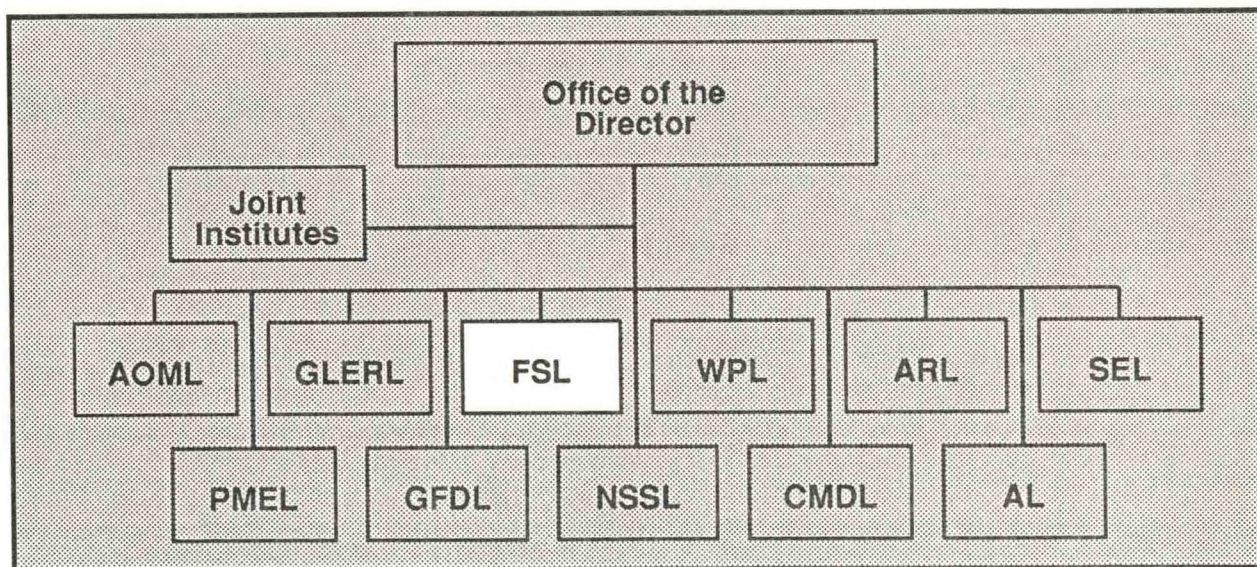 Office of the
Director
Joint
Institutes
AOML GLERL FSL WPL ARL SEL
PMEL GFDL NSSL CMDL AL